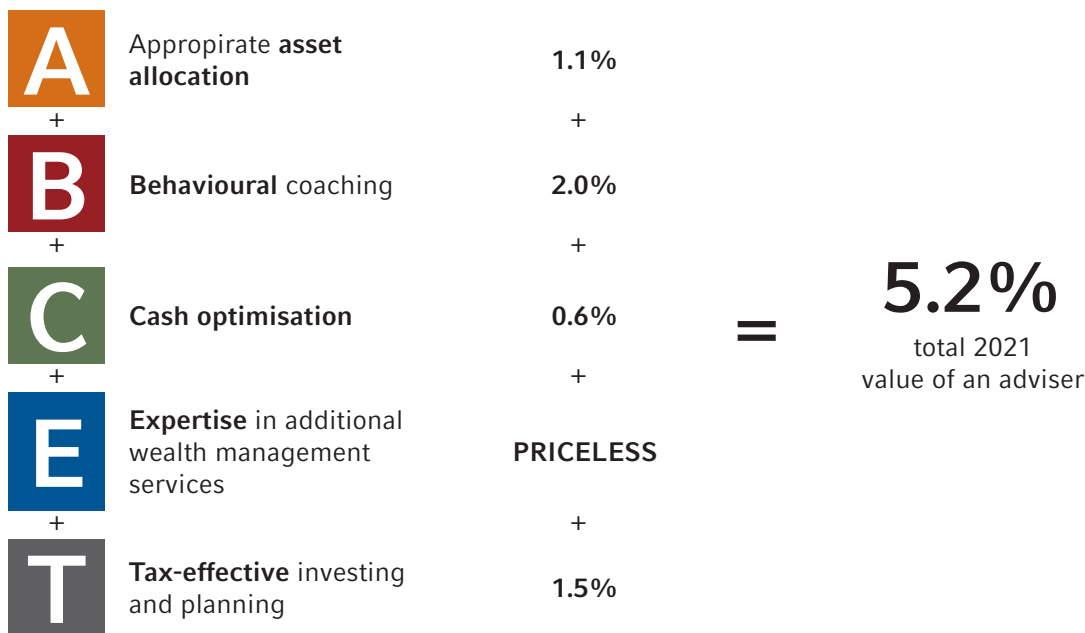 A
Appropirate asset
allocation
1.1%
+
+
B
Behavioural coaching
2.0%
+
+
C
Cash optimisation
0.6%
+
+
E
Expertise in additional
wealth management
services
PRICELESS
+
+
T
Tax-effective investing
and planning
1.5%
=
5.2%
total 2021
value of an adviser